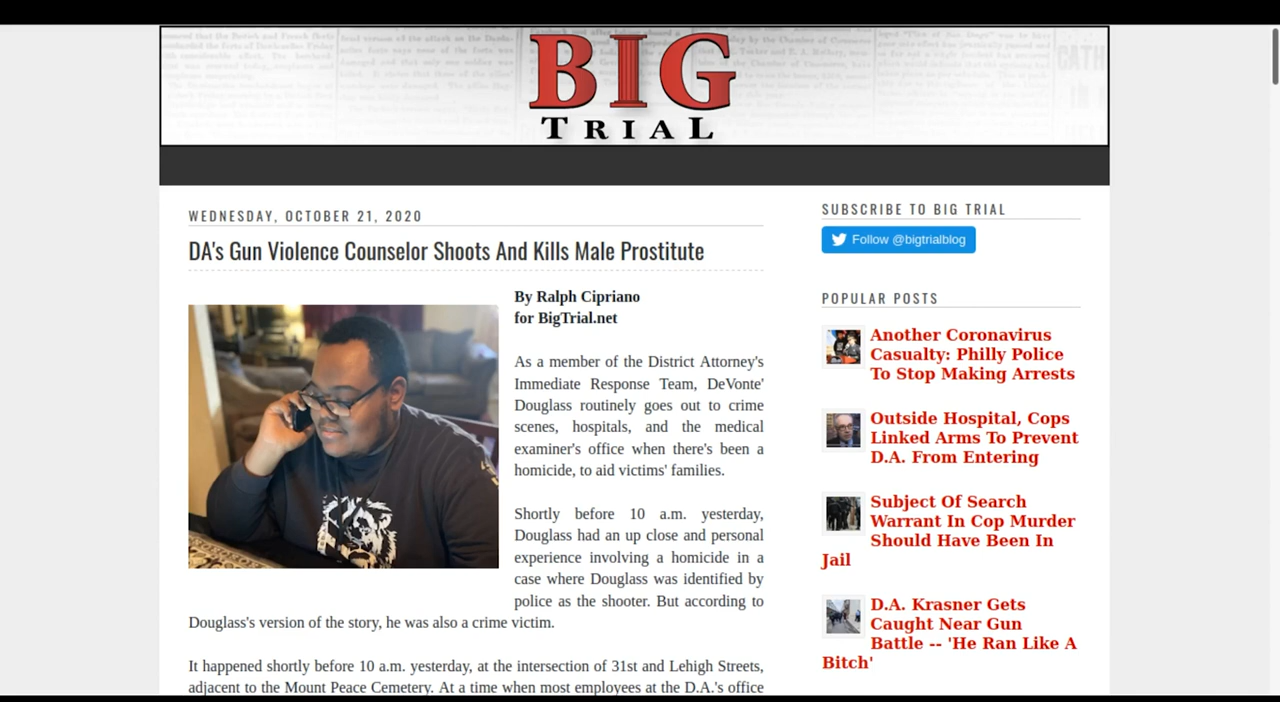 BIG
TRIAL
WEDNESDAY, OCTOBER 21, 2020
DA's Gun Violence Counselor Shoots And Kills Male Prostitute
By Ralph Cipriano
for BigTrial.net
As a member of the District Attorney's
Immediate Response Team, DeVonte'
Douglass routinely goes out to crime
scenes, hospitals, and the medical
examiner's office when there's been a
homicide, to aid victims' families.
Shortly before 10 a.m. yesterday,
Douglass had an up close and personal
experience involving a homicide in a
case where Douglass was identified by
police as the shooter. But according to
Douglass's version of the story, he was also a crime victim.
It happened shortly before 10 a.m. yesterday, at the intersection of 31st and Lehigh Streets,
adjacent to the Mount Peace Cemetery. At a time when most employees at the D.A.'s office
SUBSCRIBE TO BIG TRIAL
Follow @bigtrialblog
POPULAR POSTS
Another Coronavirus
Casualty: Philly Police
To Stop Making Arrests
Outside Hospital, Cops
Linked Arms To Prevent
D.A. From Entering
Subject Of Search
Warrant In Cop Murder
Should Have Been In
Jail
D.A. Krasner Gets
Caught Near Gun
Battle -- 'He Ran Like A
Bitch'